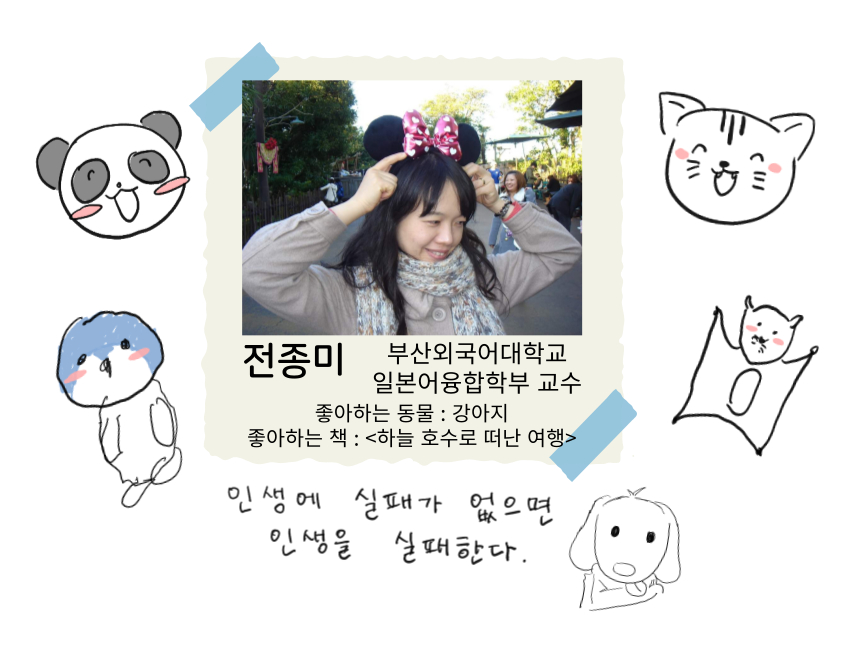 전종미
부산외국어대학교
일본어융합학부 교수
좋아하는 동물 : 강아지
좋아하는 책 : <하늘 호수로 떠난 여행>
인생에 실패가 없으면
인생을 실패한다.